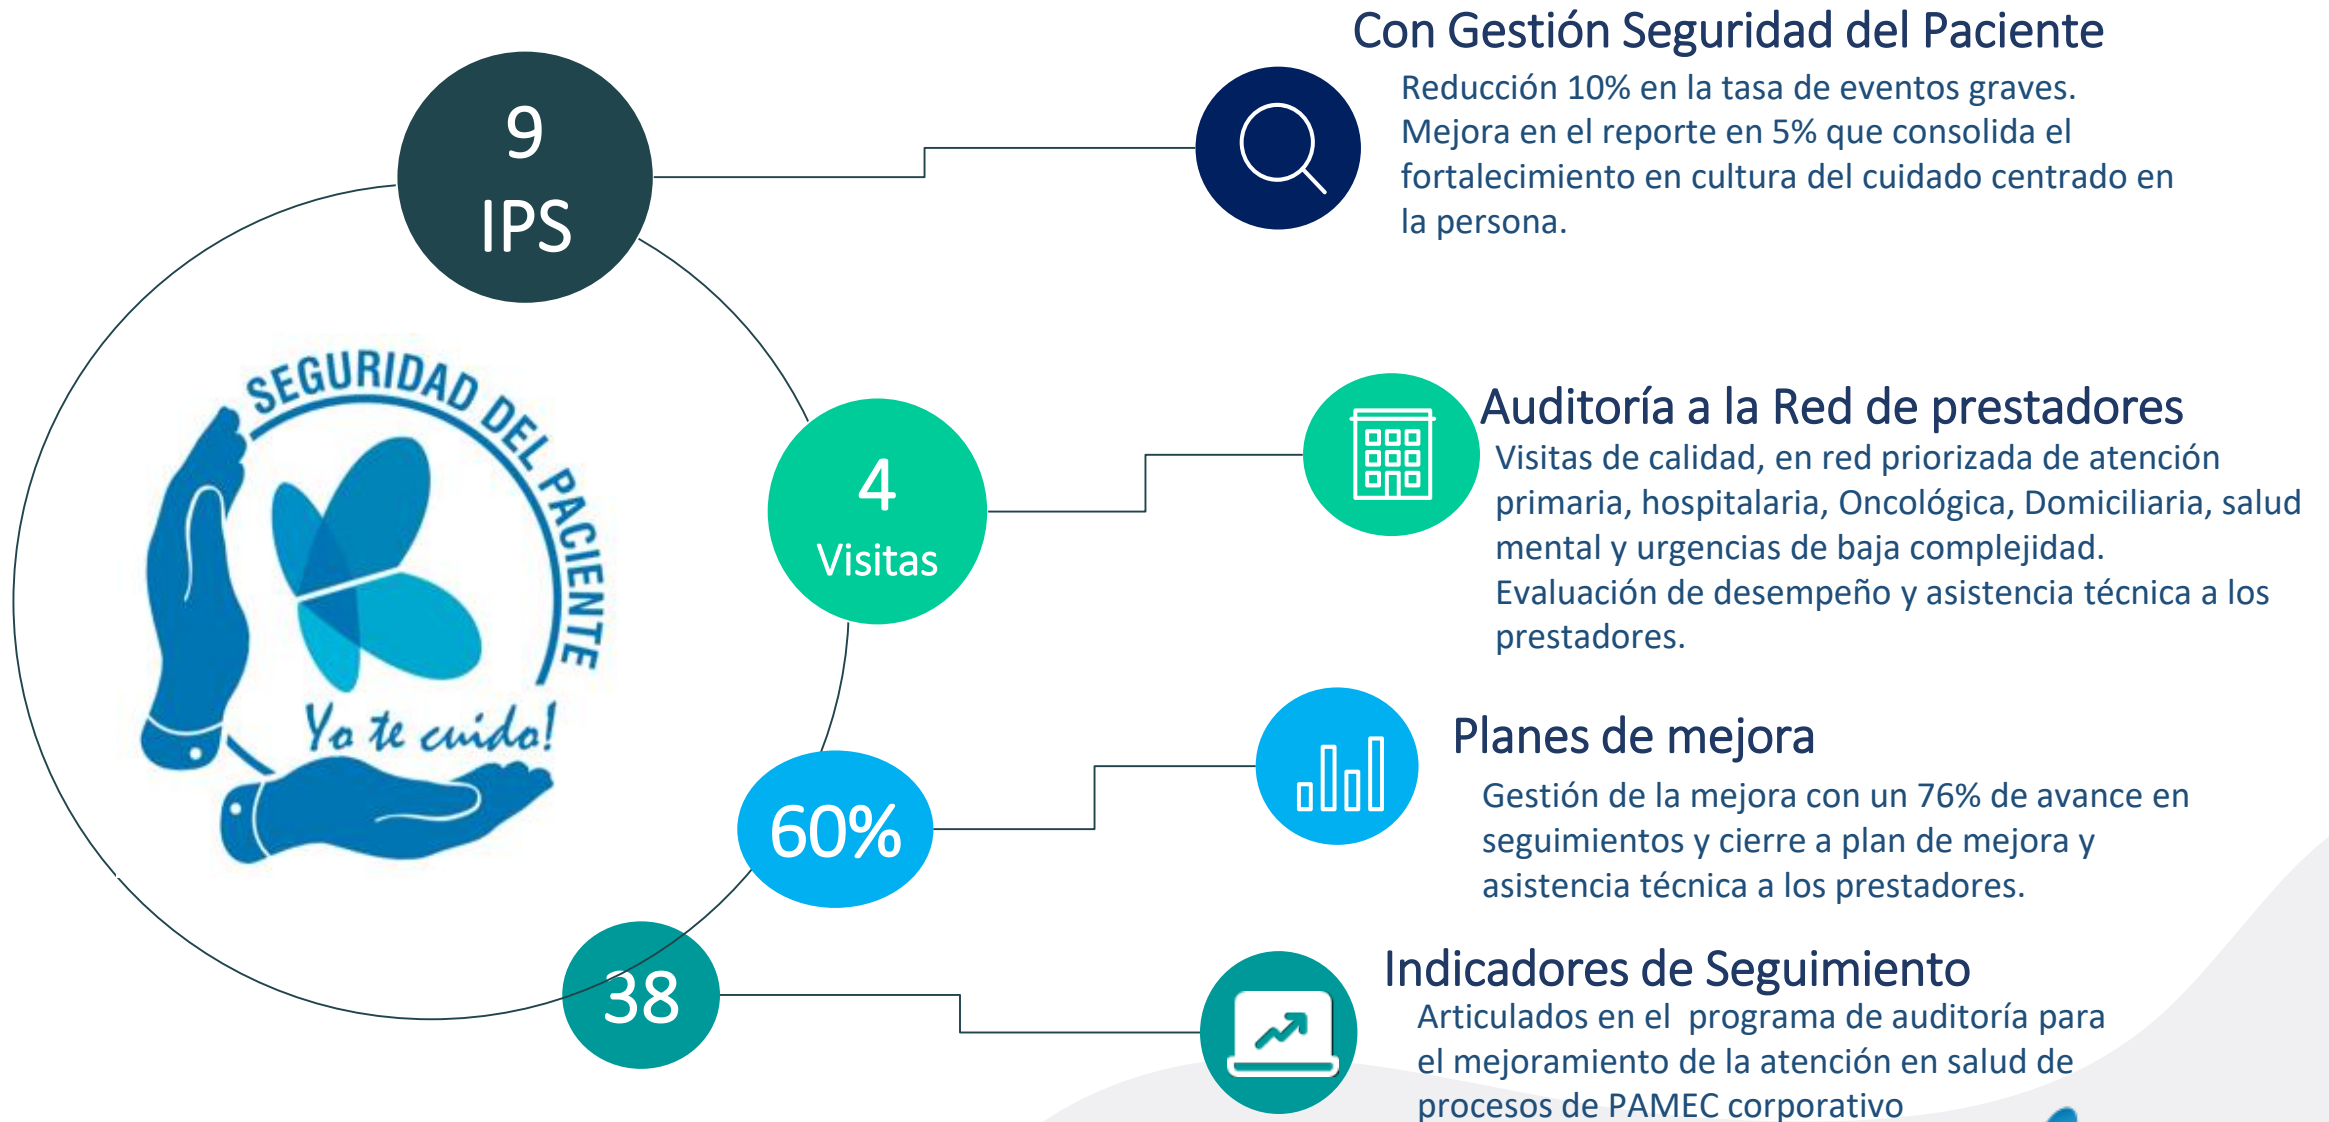 9
IPS
Con Gestión Seguridad del Paciente
Reducción 10% en la tasa de eventos graves.
Mejora en el reporte en 5% que consolida el
fortalecimiento en cultura del cuidado centrado en
la persona.
SEGURIDAD DEL PACIENTE
Yo te cuido!
4
Visitas
Auditoría a la Red de prestadores
Visitas de calidad, en red priorizada de atención
primaria, hospitalaria, Oncológica, Domiciliaria, salud
mental y urgencias de baja complejidad.
Evaluación de desempeño y asistencia técnica a los
prestadores.
60%
Planes de mejora
Gestión de la mejora con un 76% de avance en
seguimientos y cierre a plan de mejora y
asistencia técnica a los prestadores.
38
Indicadores de Seguimiento
Articulados en el  programa de auditoría para
el mejoramiento de la atención en salud de
procesos de PAMEC corporativo